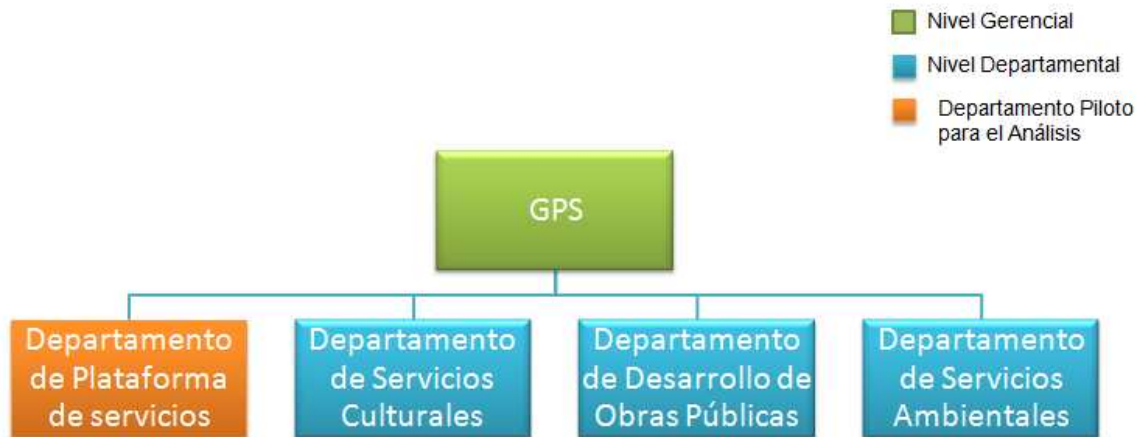 Nivel Gerencial
Nivel Departamental
Departamento Piloto
para el Análisis
GPS
Departamento
de Plataforma
de servicios
Departamento
de Servicios
Culturales
Departamento
de Desarrollo de
Obras Públicas
Departamento
de Servicios
Ambientales